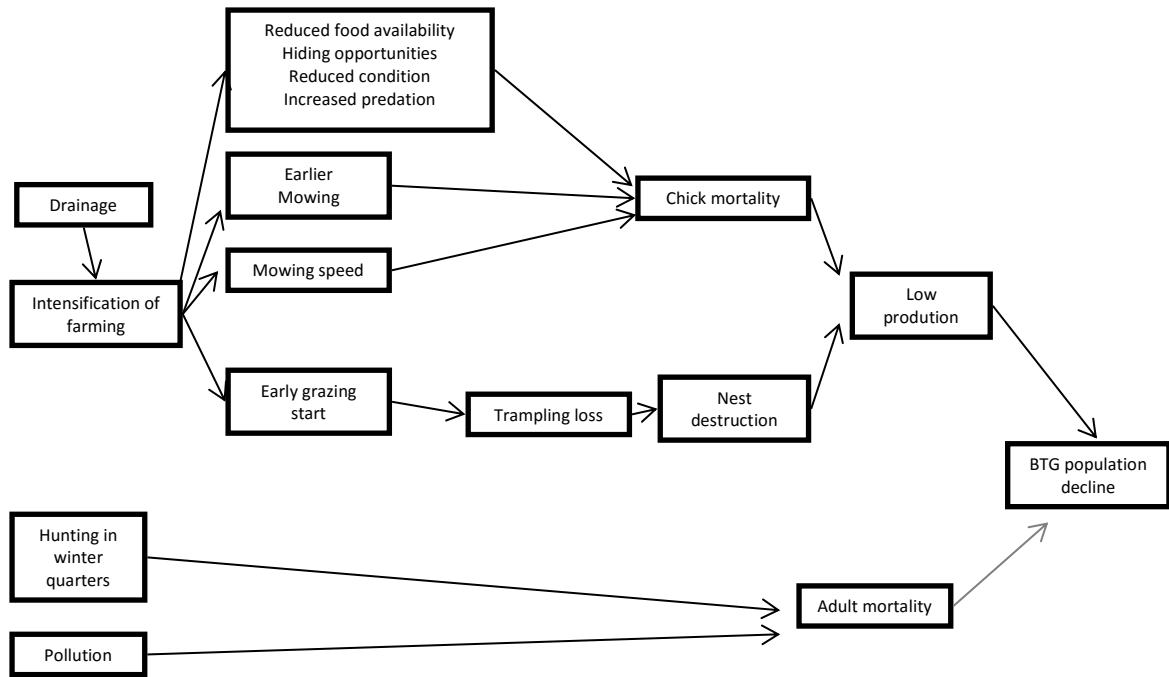 Reduced food availability
Hiding opportunities
Reduced condition
Increased predation
Earlier
Mowing
Drainage
Chick mortality
Mowing speed
Intensification of
farming
Low
prodution
Early grazing
start
Trampling loss
Nest
destruction
BTG population
decline
Hunting in
winter
quarters
Adult mortality
Pollution